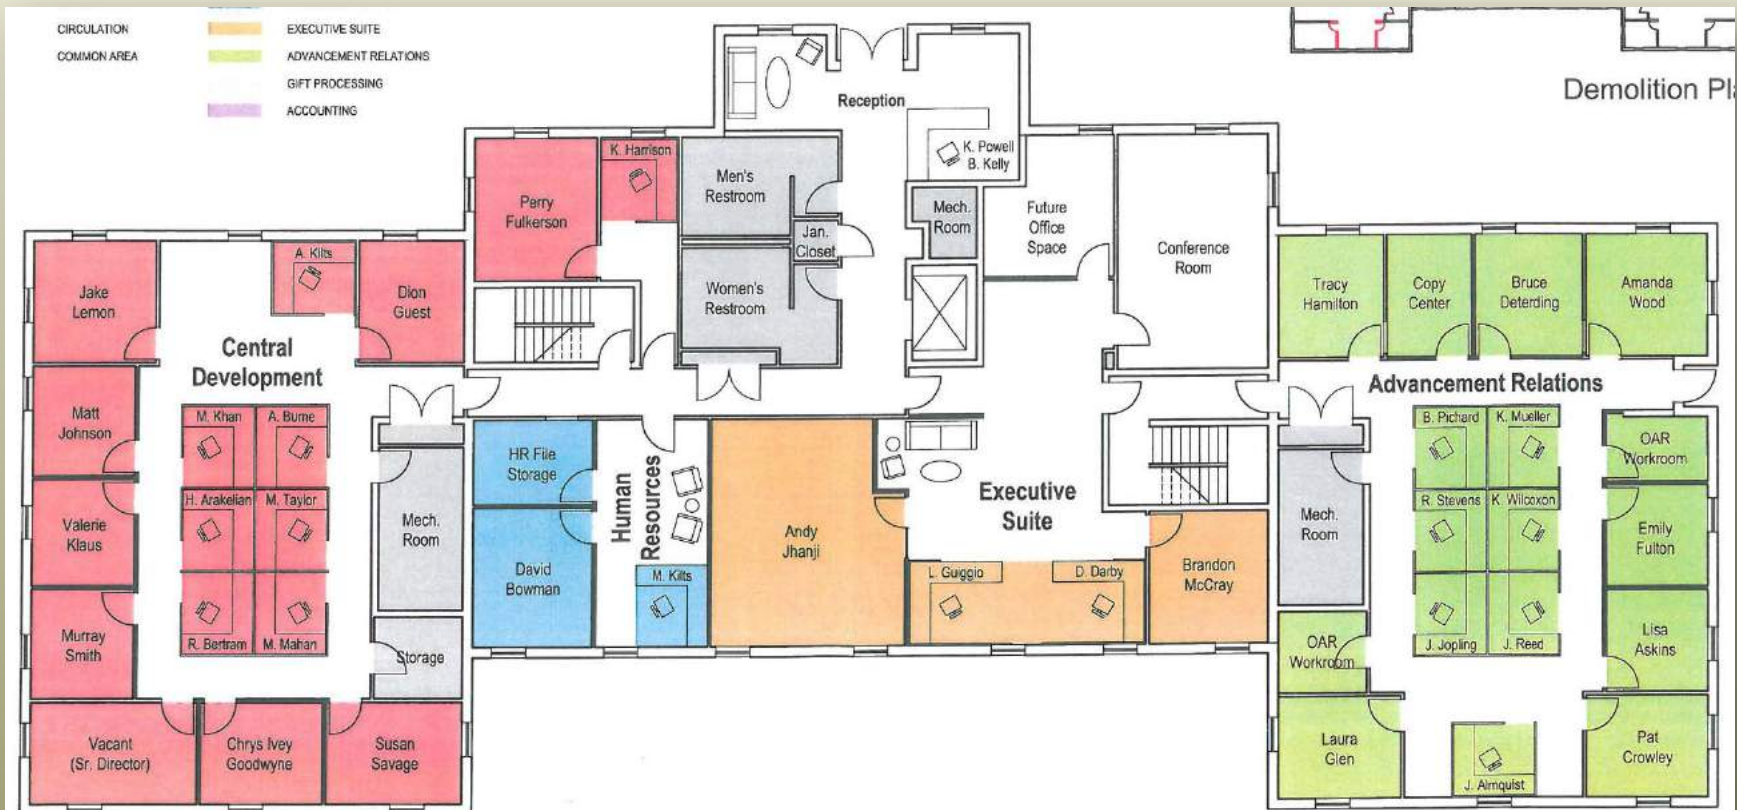 CIRCULATION
EXECUTIVE SUITE
COMMON AREA
ADVANCEMENT RELATIONS
GIFT PROCESSING
ACCOUNTING
Demolition
Reception
K. Powell
B. Kelly
K. Harrison
Perry
Fulkerson
Men's
Restroom
Jan.
Closet
Women's
Restroom
Mech.
Room
Future
Office
Space
Conference
Room
Jake
Lemon
A. Kilts
Dion
Guest
Central
Development
Matt
Johnson
Valerie
Klaus
Murray
Smith
M. Khan
A. Burne
H. Arakelian
M. Taylor
R. Bertram
M. Mahan
Mech.
Room
Storage
Vacant
(Sr. Director)
Chrys Ivey
Goodwyne
Susan
Savage
HR File
Storage
David
Bowman
Human
Resources
M. Kilts
Andy
Jhanji
Executive
Suite
L. Guiggio
D. Darby
Brandon
McCray
Tracy
Hamilton
Copy
Center
Bruce
Deterding
Amanda
Wood
Advancement Relations
B. Pichard
K. Mueller
R. Stevens
K. Wilcoxon
J. Jopling
J. Reed
Mech.
Room
OAR
Workroom
OAR
Workroom
Emily
Fulton
Lisa
Askins
Laura
Glen
J. Almquist
Pat
Crowley